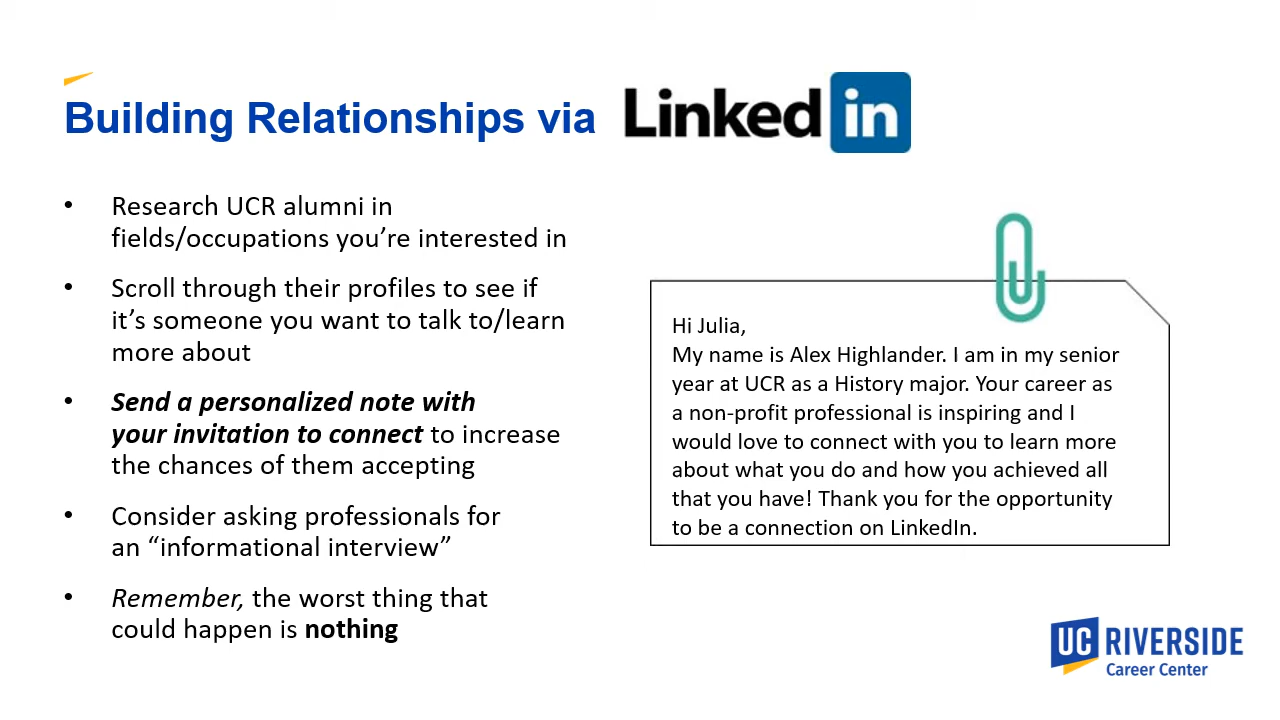 Building Relationships via LinkedIn
• Research UCR alumni in
fields/occupations you’re interested in
• Scroll through their profiles to see if
it’s someone you want to talk to/learn
more about
• Send a personalized note with
your invitation to connect to increase
the chances of them accepting
• Consider asking professionals for
an “informational interview”
• Remember, the worst thing that
could happen is nothing
Hi Julia,
My name is Alex Highlander. I am in my senior
year at UCR as a History major. Your career as
a non-profit professional is inspiring and I
would love to connect with you to learn more
about what you do and how you achieved all
that you have! Thank you for the opportunity
to be a connection on LinkedIn.
UC RIVERSIDE
Career Center